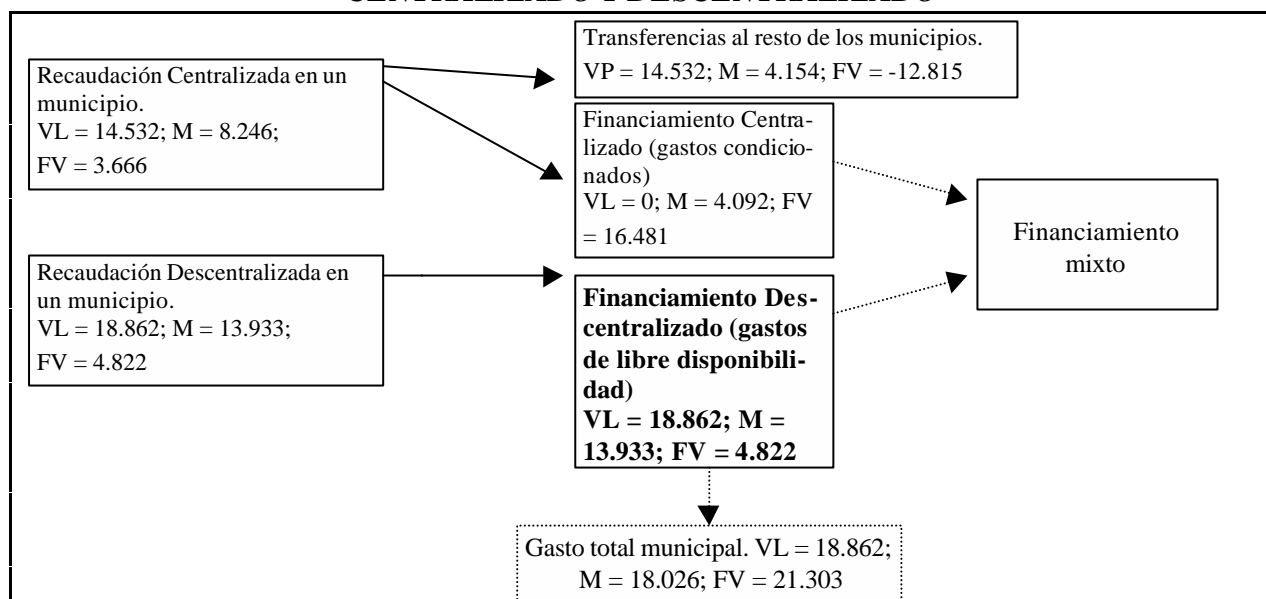 CENTRALIZADO Y DESCENTRALIZADO
Transferencias al resto de los municipios.
VP = 14.532; M = 4.154; FV = -12.815
Recaudación Centralizada en un
municipio.
VL = 14.532; M = 8.246;
FV = 3.666
Financiamiento Centra-
lizado (gastos condicio-
nados)
VL = 0; M = 4.092; FV
= 16.481
Financiamiento
mixto
Recaudación Descentralizada en
un municipio.
VL = 18.862; M = 13.933;
FV = 4.822
Financiamiento Des-
centralizado (gastos
de libre disponibili-
dad)
VL = 18.862; M =
13.933; FV = 4.822
Gasto total municipal. VL = 18.862;
M = 18.026; FV = 21.303